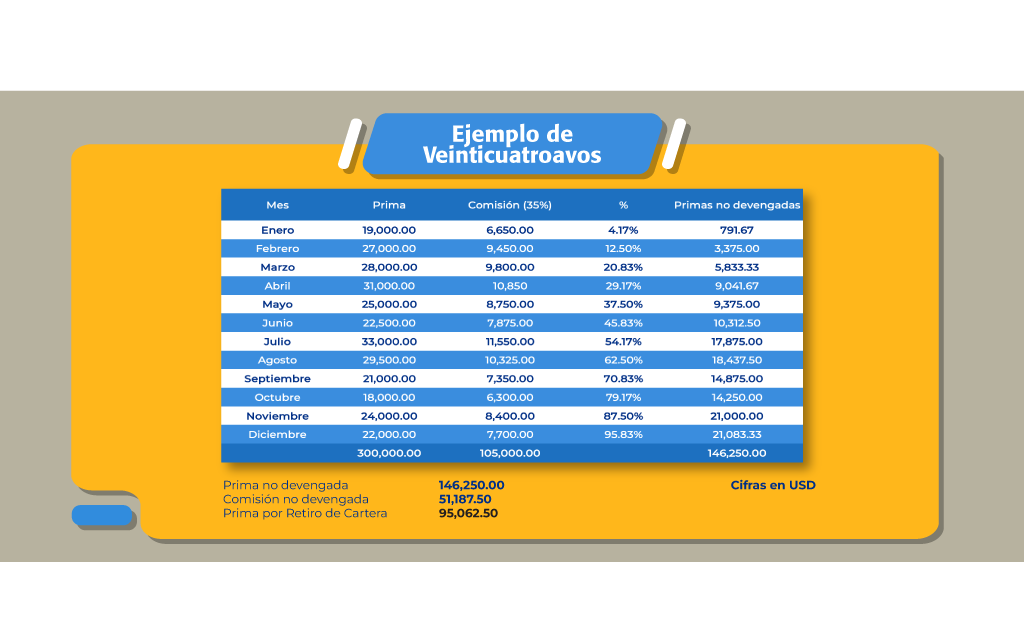 Ejemplo de
Veinticuatroavos
Mes Prima Comisión (35%) % Primas no devengadas
Enero 19,000.00 6,650.00 4.17% 791.67
Febrero 27,000.00 9,450.00 12.50% 3,375.00
Marzo 28,000.00 9,800.00 20.83% 5,833.33
Abril 31,000.00 10,850 29.17% 9,041.67
Mayo 25,000.00 8,750.00 37.50% 9,375.00
Junio 22,500.00 7,875.00 45.83% 10,312.50
Julio 33,000.00 11,550.00 54.17% 17,875.00
Agosto 29,500.00 10,325.00 62.50% 18,437.50
Septiembre 21,000.00 7,350.00 70.83% 14,875.00
Octubre 18,000.00 6,300.00 79.17% 14,250.00
Noviembre 24,000.00 8,400.00 87.50% 21,000.00
Diciembre 22,000.00 7,700.00 95.83% 21,083.33
300,000.00 105,000.00 146,250.00
Prima no devengada 146,250.00 Cifras en USD
Comisión no devengada 51,187.50
Prima por Retiro de Cartera 95,062.50